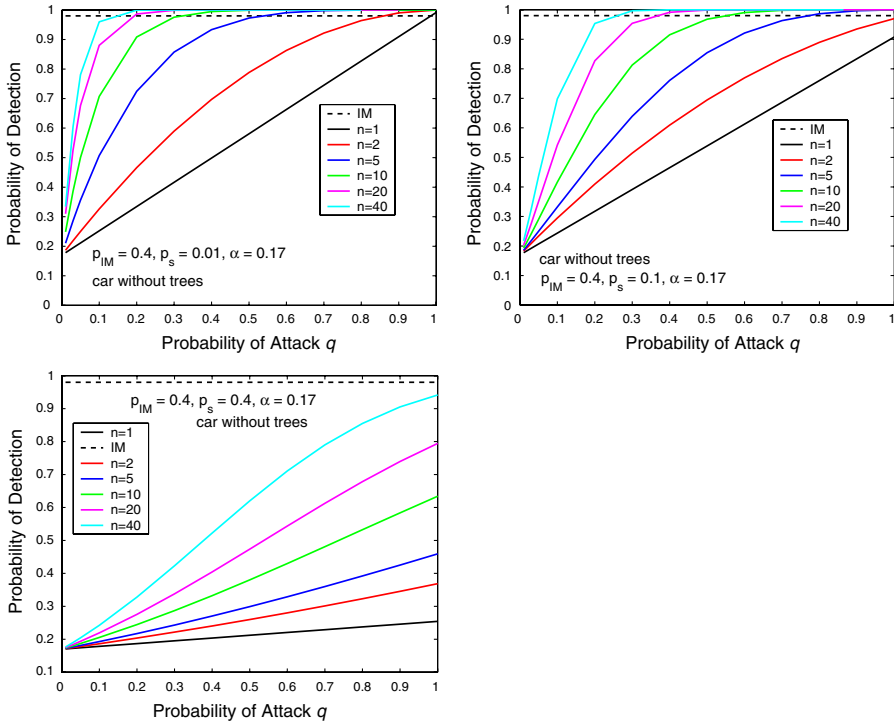 1
0.9
0.8
0.7
0.6
0.5
0.4
0.3
0.2
0.1
0 0.1 0.2 0.3 0.4 0.5 0.6 0.7 0.8 0.9 1
Probability of Detection
Probability of Attack q
IM
n=1
n=2
n=5
n=10
n=20
n=40
p_IM = 0.4, p_s = 0.01, α = 0.17
car without trees
1
0.9
0.8
0.7
0.6
0.5
0.4
0.3
0.2
0.1
0
0 0.1 0.2 0.3 0.4 0.5 0.6 0.7 0.8 0.9 1
Probability of Detection
Probability of Attack q
IM
n=1
n=2
n=5
n=10
n=20
n=40
car without trees
p_IM = 0.4, p_s = 0.1, α = 0.17
1
0.9
0.8
0.7
0.6
0.5
0.4
0.3
0.2
0.1
0 0.1 0.2 0.3 0.4 0.5 0.6 0.7 0.8 0.9 1
Probability of Detection
Probability of Attack q
p_IM = 0.4, p_s = 0.4, α = 0.17
car without trees
n=1
IM
n=2
n=5
n=10
n=20
n=40